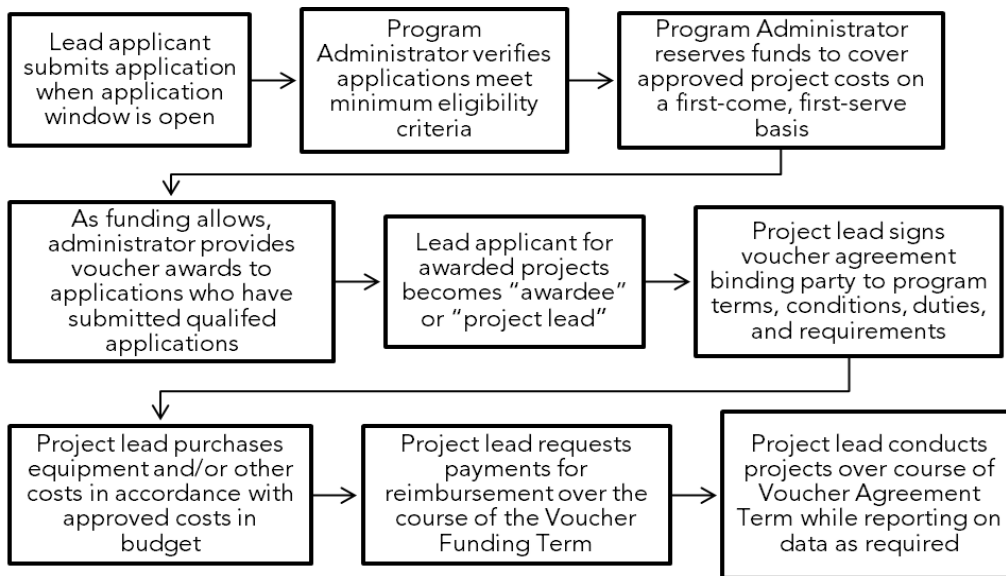 Lead applicant
submits application
when application
window is open
Program
Administrator verifies
applications meet
minimum eligibility
criteria
Program Administrator
reserves funds to cover
approved project costs on
a first-come, first-serve
basis
As funding allows,
administrator provides
voucher awards to
applications who have
submitted qualifed
applications
Lead applicant for
awarded projects
becomes “awardee”
or “project lead”
Project lead signs
voucher agreement
binding party to program
terms, conditions, duties,
and requirements
Project lead purchases
equipment and/or other
costs in accordance with
approved costs in
budget
Project lead requests
payments for
reimbursement over the
course of the Voucher
Funding Term
Project lead conducts
projects over course of
Voucher Agreement
Term while reporting on
data as required